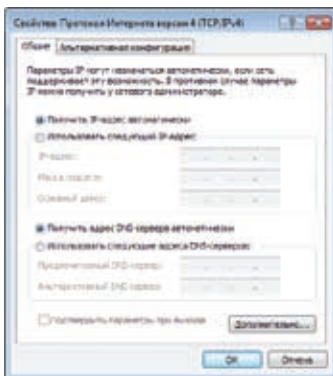 Свойства: Протокол Интернета версии 4 (TCP/IPv4)
Общие
Альтернативная конфигурация
Параметры IP могут назначаться автоматически, если сеть
поддерживает эту возможность. В противном случае параметры
IP можно получить у сетевого администратора.
Получить IP-адрес автоматически
Использовать следующий IP-адрес:
IP-адрес:
Маска подсети:
Основной шлюз:
Получить адрес DNS-сервера автоматически
Использовать следующие адреса DNS-серверов:
Предпочитаемый DNS-сервер:
Альтернативный DNS-сервер:
Подтвердить параметры при выходе
Дополнительно...
ОК
Отмена